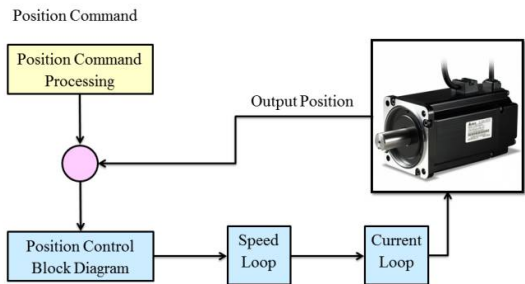 Position Command
Position Command
Processing
Output Position
Position Control
Block Diagram
Speed
Loop
Current
Loop